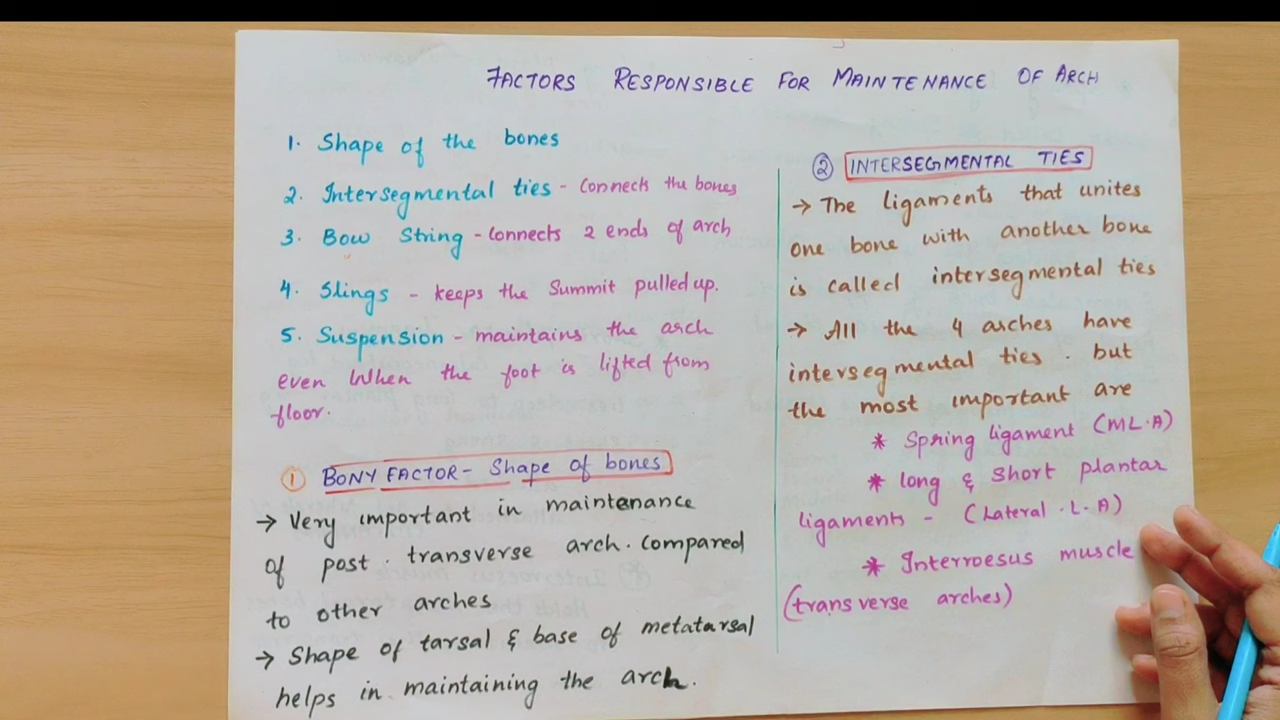 FACTORS RESPONSIBLE FOR MAINTENANCE OF ARCH
1. Shape of the bones
2. Intersegmental ties - Connects the bones
3. Bow String - Connects 2 ends of arch
4. Slings - keeps the Summit pulled up.
5. Suspension - maintains the arch
even When the foot is lifted from
floor.
① BONY FACTOR - Shape of bones
→ Very important in maintenance
of post. transverse arch. Compared
to other arches
→ Shape of tarsal & base of metatarsal
helps in maintaining the arch.
② INTERSEGMENTAL TIES
→ The ligaments that unites
one bone with another bone
is called intersegmental ties
→ All the 4 arches have
intersegmental ties. but
the most important are
* Spring ligament (ML.A)
* long & Short plantar
ligaments - (Lateral.L.A)
* Interroesus muscle
(transverse arches)